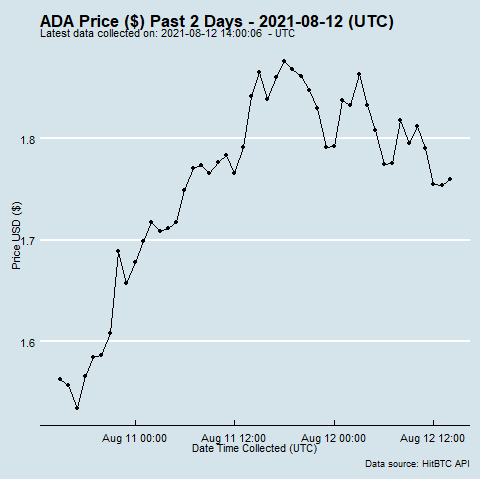 ADA Price ($) Past 2 Days - 2021-08-12 (UTC)
Latest data collected on: 2021-08-12 14:00:06  - UTC
1.8
1.7
1.6
Price USD ($)
Aug 11 00:00
Aug 11 12:00
Aug 12 00:00
Aug 12 12:00
Date Time Collected (UTC)
Data source: HitBTC API